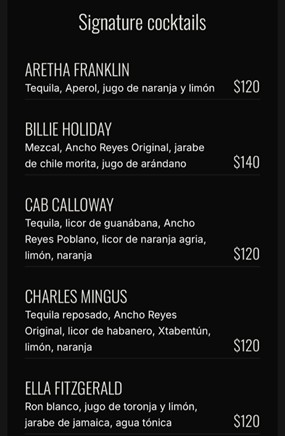 Signature cocktails
ARETHA FRANKLIN
Tequila, Aperol, jugo de naranja y limón $120
BILLIE HOLIDAY
Mezcal, Ancho Reyes Original, jarabe
de chile morita, jugo de arándano $140
CAB CALLOWAY
Tequila, licor de guanábana, Ancho
Reyes Poblano, licor de naranja agria,
limón, naranja $120
CHARLES MINGUS
Tequila reposado, Ancho Reyes
Original, licor de habanero, Xtabentún,
limón, naranja $120
ELLA FITZGERALD
Ron blanco, jugo de toronja y limón,
jarabe de jamaica, agua tónica $120